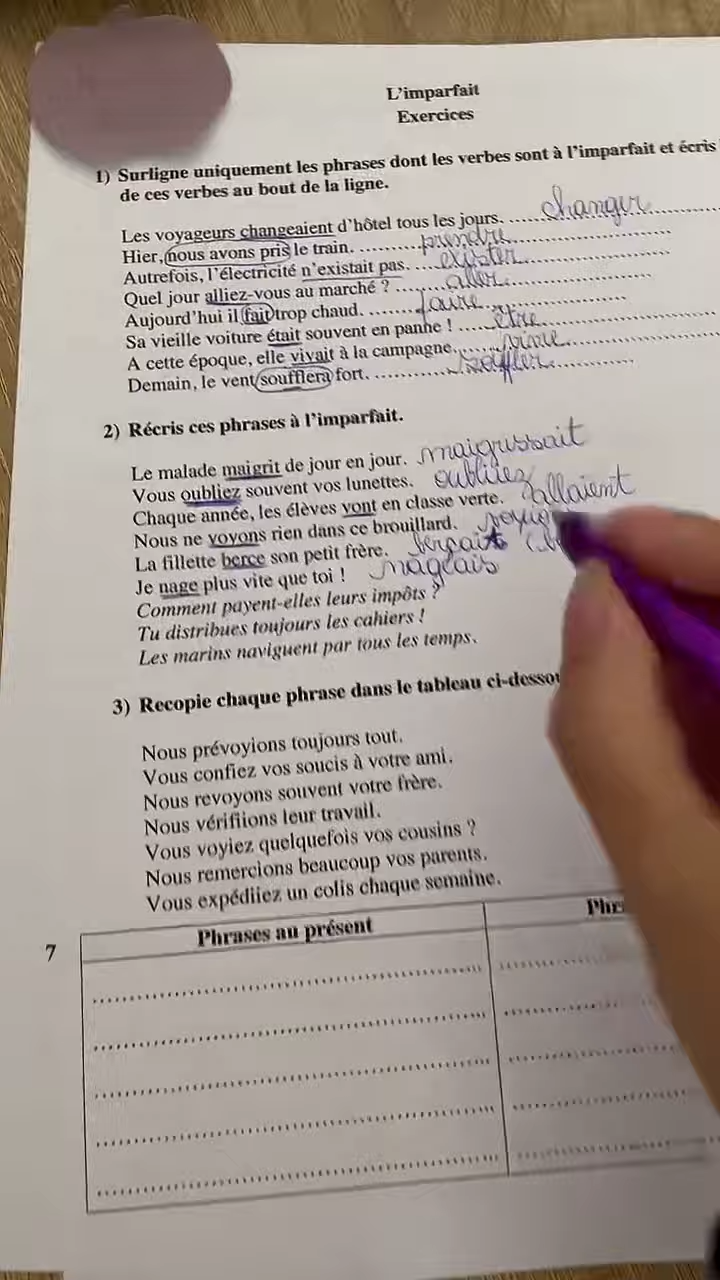 L'imparfait
Exercices
1) Surligne uniquement les phrases dont les verbes sont à l'imparfait et écris
de ces verbes au bout de la ligne.
Les voyageurs changeaient d'hôtel tous les jours. changer
Hier, nous avons pris le train. prendre
Autrefois, l'électricité n'existait pas. exister
Quel jour alliez-vous au marché ? aller
Aujourd'hui il fait trop chaud. faire
Sa vieille voiture était souvent en panne ! être
A cette époque, elle vivait à la campagne. vivre
Demain, le vent soufflera fort. souffler
2) Récris ces phrases à l'imparfait.
Le malade maigrit de jour en jour. maigrissait
Vous oubliez souvent vos lunettes. oubliiez
Chaque année, les élèves vont en classe verte. allaient
Nous ne voyons rien dans ce brouillard.
La fillette berce son petit frère. berçait
Je nage plus vite que toi ! nageais
Comment payent-elles leurs impôts ?
Tu distribues toujours les cahiers !
Les marins naviguent par tous les temps.
3) Recopie chaque phrase dans le tableau
Nous prévoyions toujours tout.
Vous confiez vos soucis à votre ami.
Nous revoyons souvent votre frère.
Nous vérifiions leur travail.
Vous voyiez quelquefois vos cousins ?
Nous remercions beaucoup vos parents.
Vous expédiiez un colis chaque semaine.
7
Phrases au présent